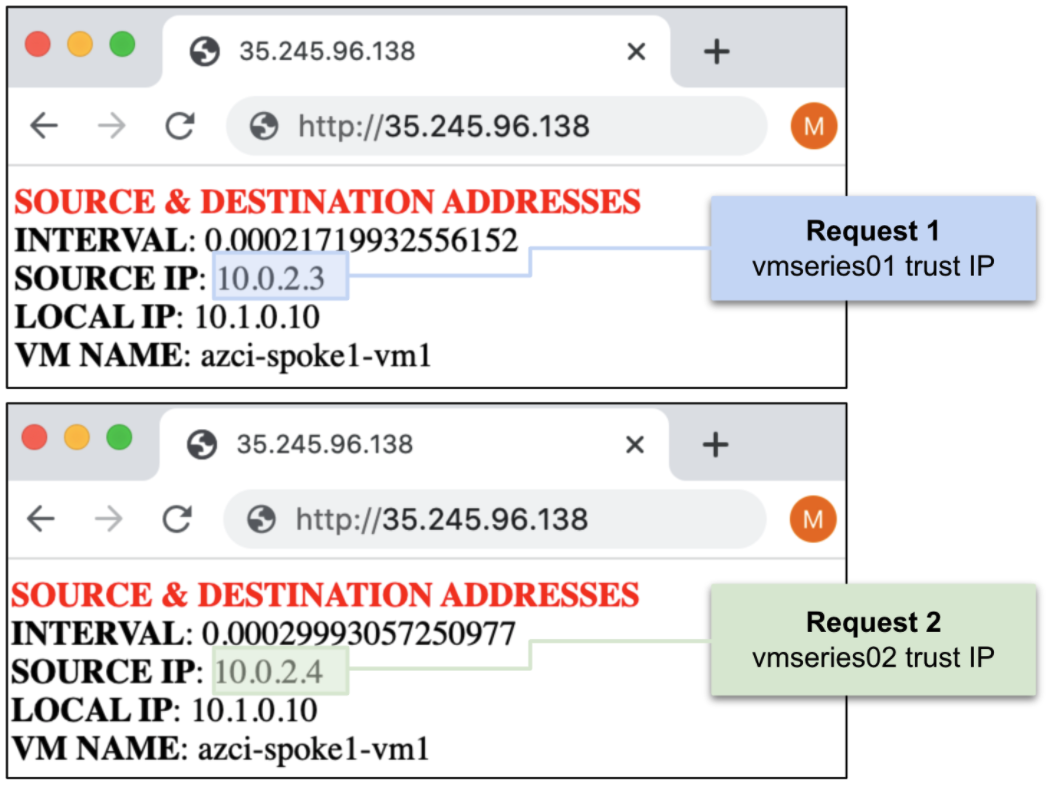 35.245.96.138
http://35.245.96.138
M
SOURCE & DESTINATION ADDRESSES
INTERVAL: 0.00021719932556152
SOURCE IP: 10.0.2.3
LOCAL IP: 10.1.0.10
VM NAME: azci-spoke1-vm1
Request 1
vmseries01 trust IP
35.245.96.138
http://35.245.96.138
M
SOURCE & DESTINATION ADDRESSES
INTERVAL: 0.00029993057250977
SOURCE IP: 10.0.2.4
LOCAL IP: 10.1.0.10
VM NAME: azci-spoke1-vm1
Request 2
vmseries02 trust IP